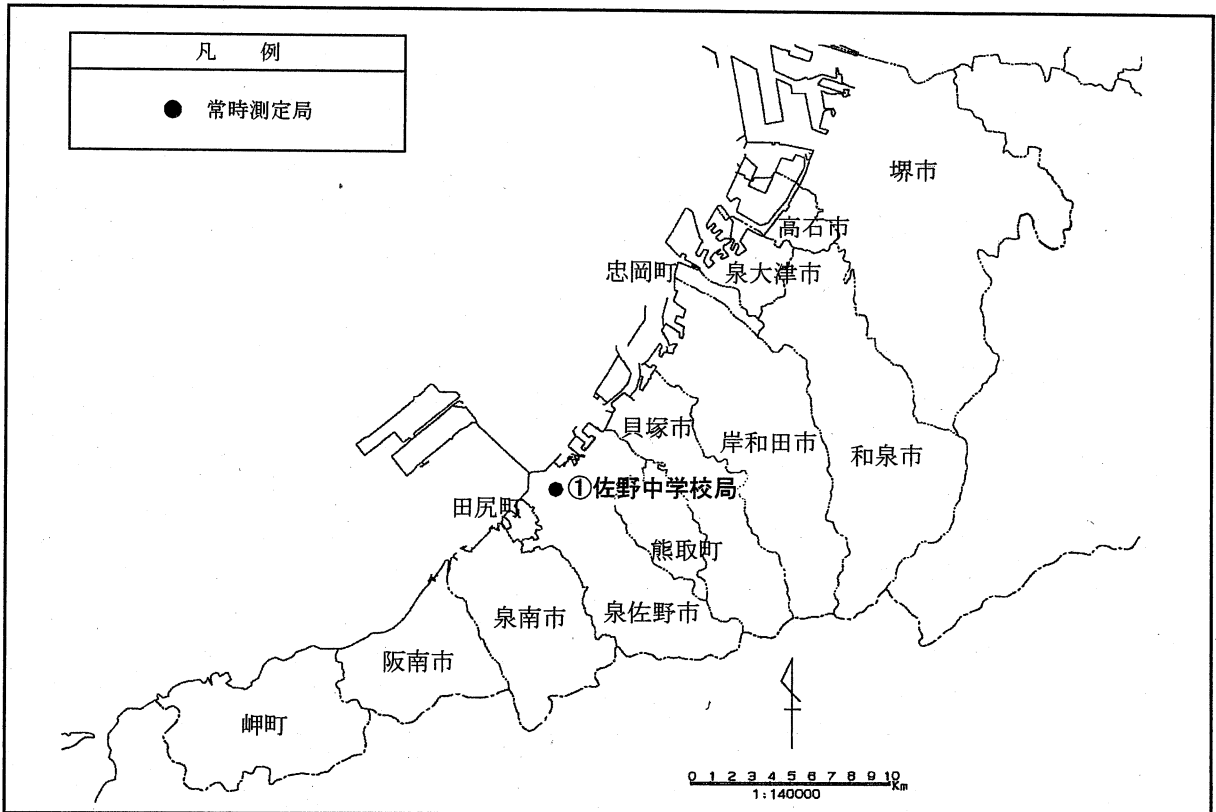 凡 例
● 常時測定局
堺市
高石市
忠岡町
泉大津市
貝塚市
岸和田市
和泉市
①佐野中学校局
田尻町
熊取町
泉南市
泉佐野市
阪南市
岬町
0 1 2 3 4 5 6 7 8 9 10
Km
1:140000